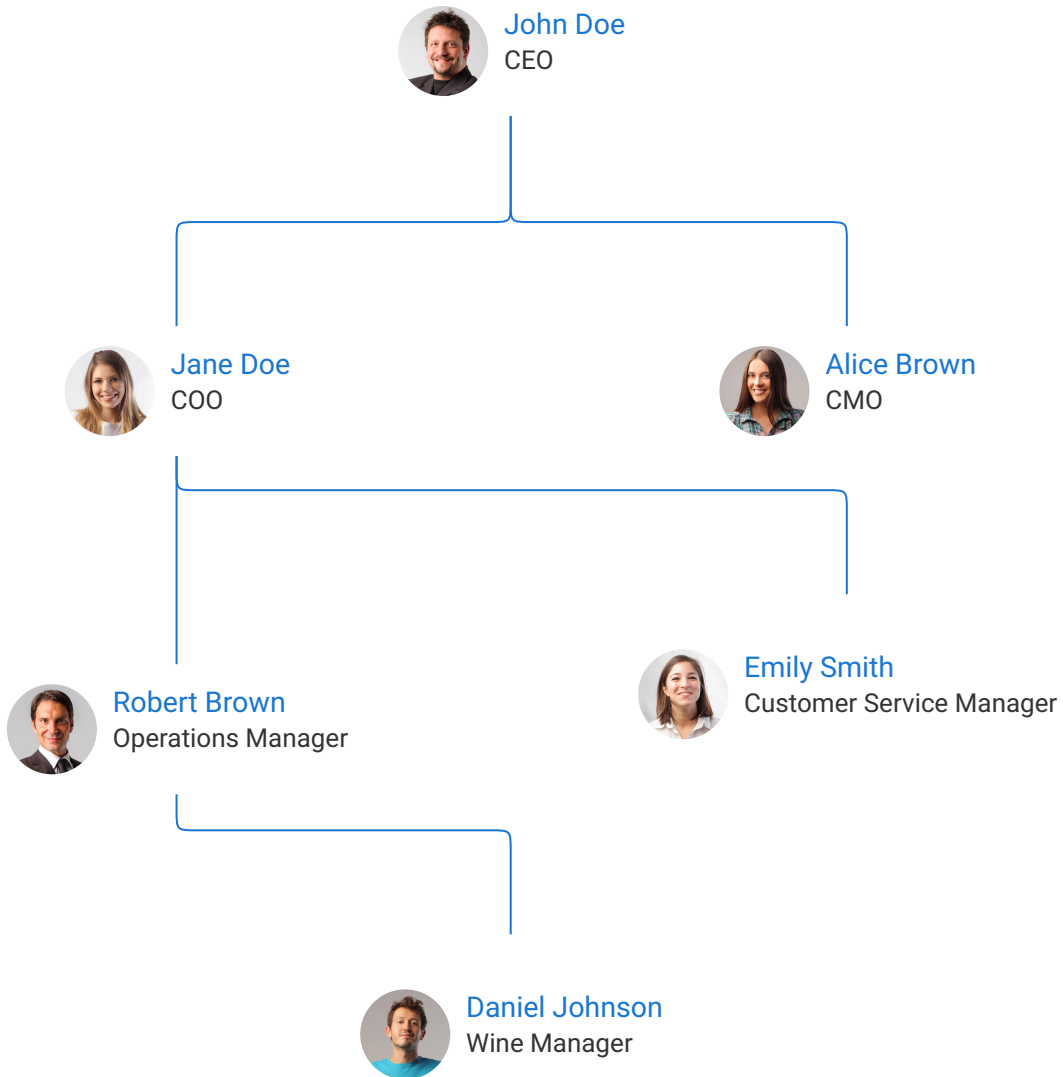 John Doe
CEO
Jane Doe
COO
Alice Brown
CMO
Emily Smith
Customer Service Manager
Robert Brown
Operations Manager
Daniel Johnson
Wine Manager